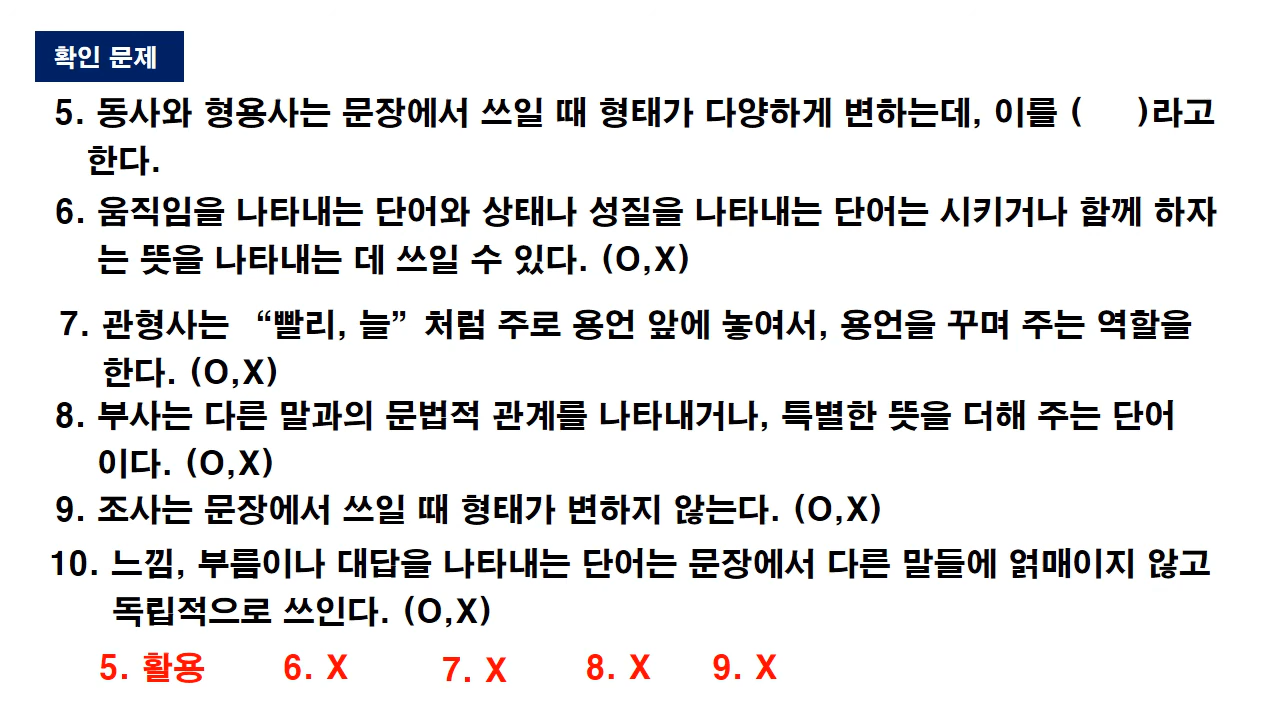 확인 문제
5. 동사와 형용사는 문장에서 쓰일 때 형태가 다양하게 변하는데, 이를 (    )라고
한다.
6. 움직임을 나타내는 단어와 상태나 성질을 나타내는 단어는 시키거나 함께 하자
는 뜻을 나타내는 데 쓰일 수 있다. (O,X)
7. 관형사는 “빨리, 늘” 처럼 주로 용언 앞에 놓여서, 용언을 꾸며 주는 역할을
한다. (O,X)
8. 부사는 다른 말과의 문법적 관계를 나타내거나, 특별한 뜻을 더해 주는 단어
이다. (O,X)
9. 조사는 문장에서 쓰일 때 형태가 변하지 않는다. (O,X)
10. 느낌, 부름이나 대답을 나타내는 단어는 문장에서 다른 말들에 얽매이지 않고
독립적으로 쓰인다. (O,X)
5. 활용 6. X 7. X 8. X 9. X